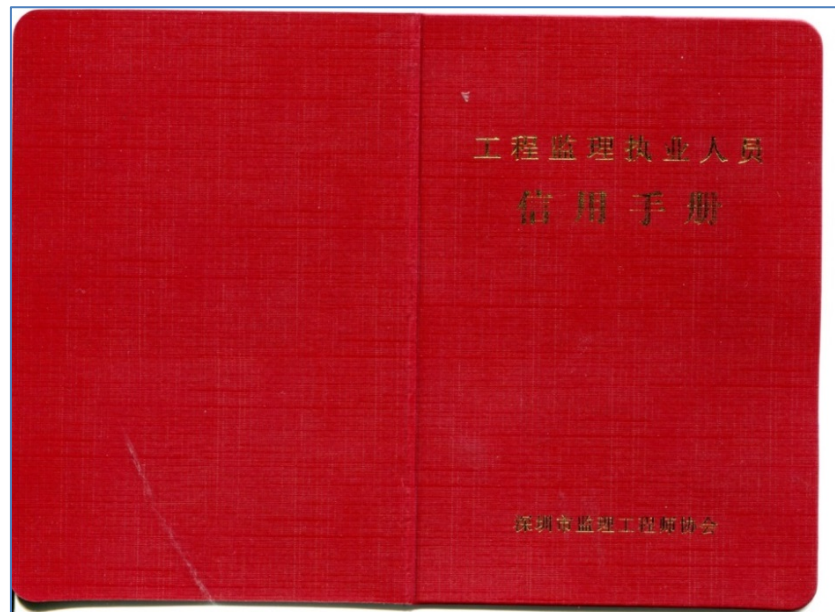 工程监理执业人员
信用手册
深圳市监理工程师协会